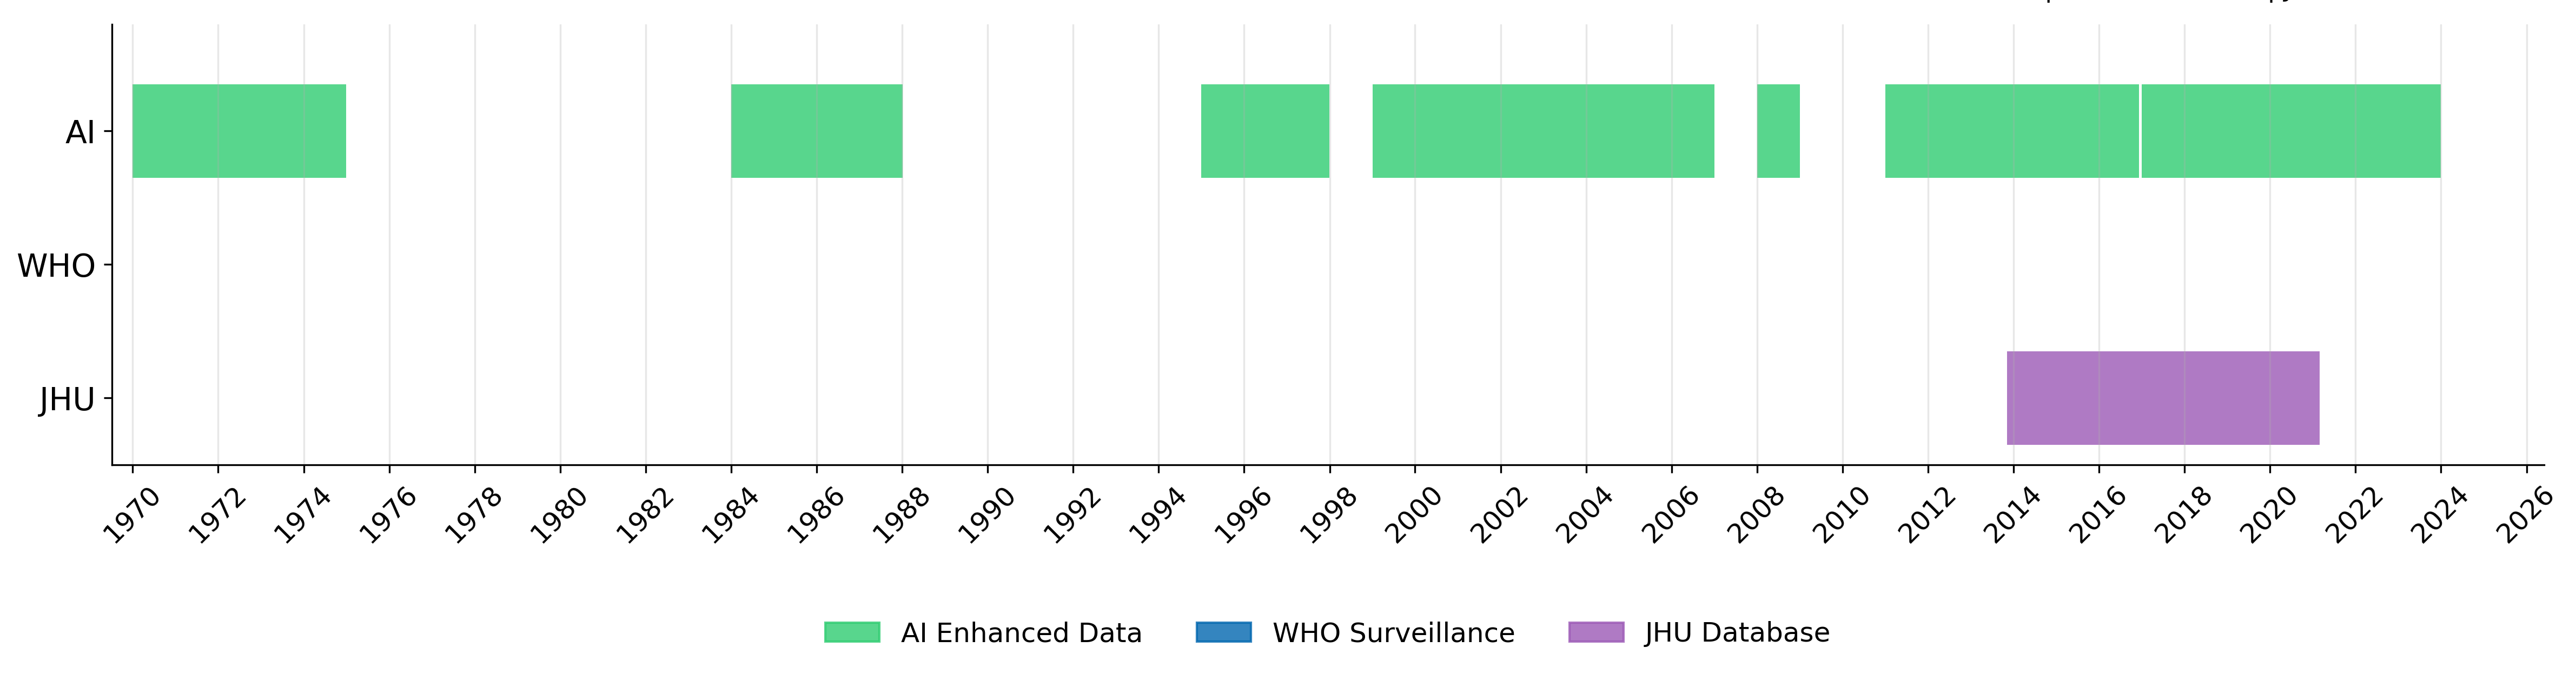 AI
WHO
JHU
1970 1972 1974 1976 1978 1980 1982 1984 1986 1988 1990 1992 1994 1996 1998 2000 2002 2004 2006 2008 2010 2012 2014 2016 2018 2020 2022 2024 2026
AI Enhanced Data WHO Surveillance JHU Database